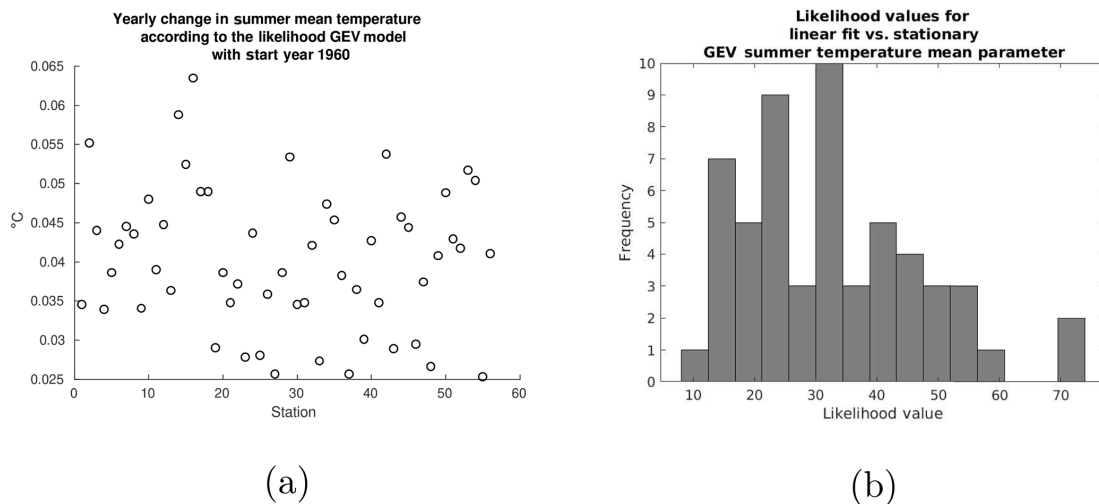 Yearly change in summer mean temperature
according to the likelihood GEV model
with start year 1960
0.065
0.06
0.055
0.05
0.045
0.04
0.035
0.03
0.025
°C
0 10 20 30 40 50 60
Station
(a)
Likelihood values for
linear fit vs. stationary
GEV summer temperature mean parameter
10
9
8
7
6
5
4
3
2
1
0
Frequency
10 20 30 40 50 60 70
Likelihood value
(b)